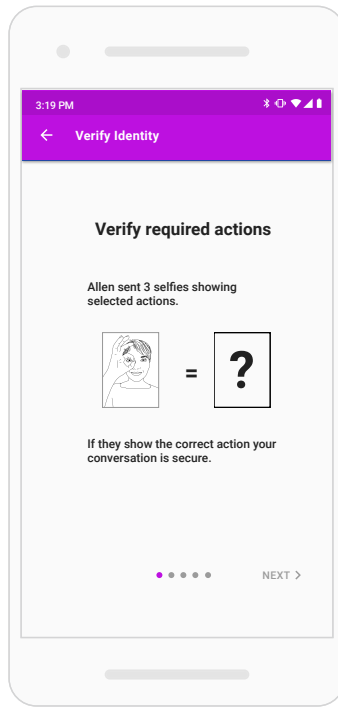 3:19 PM
Verify Identity
Verify required actions
Allen sent 3 selfies showing
selected actions.
= ?
If they show the correct action your
conversation is secure.
NEXT